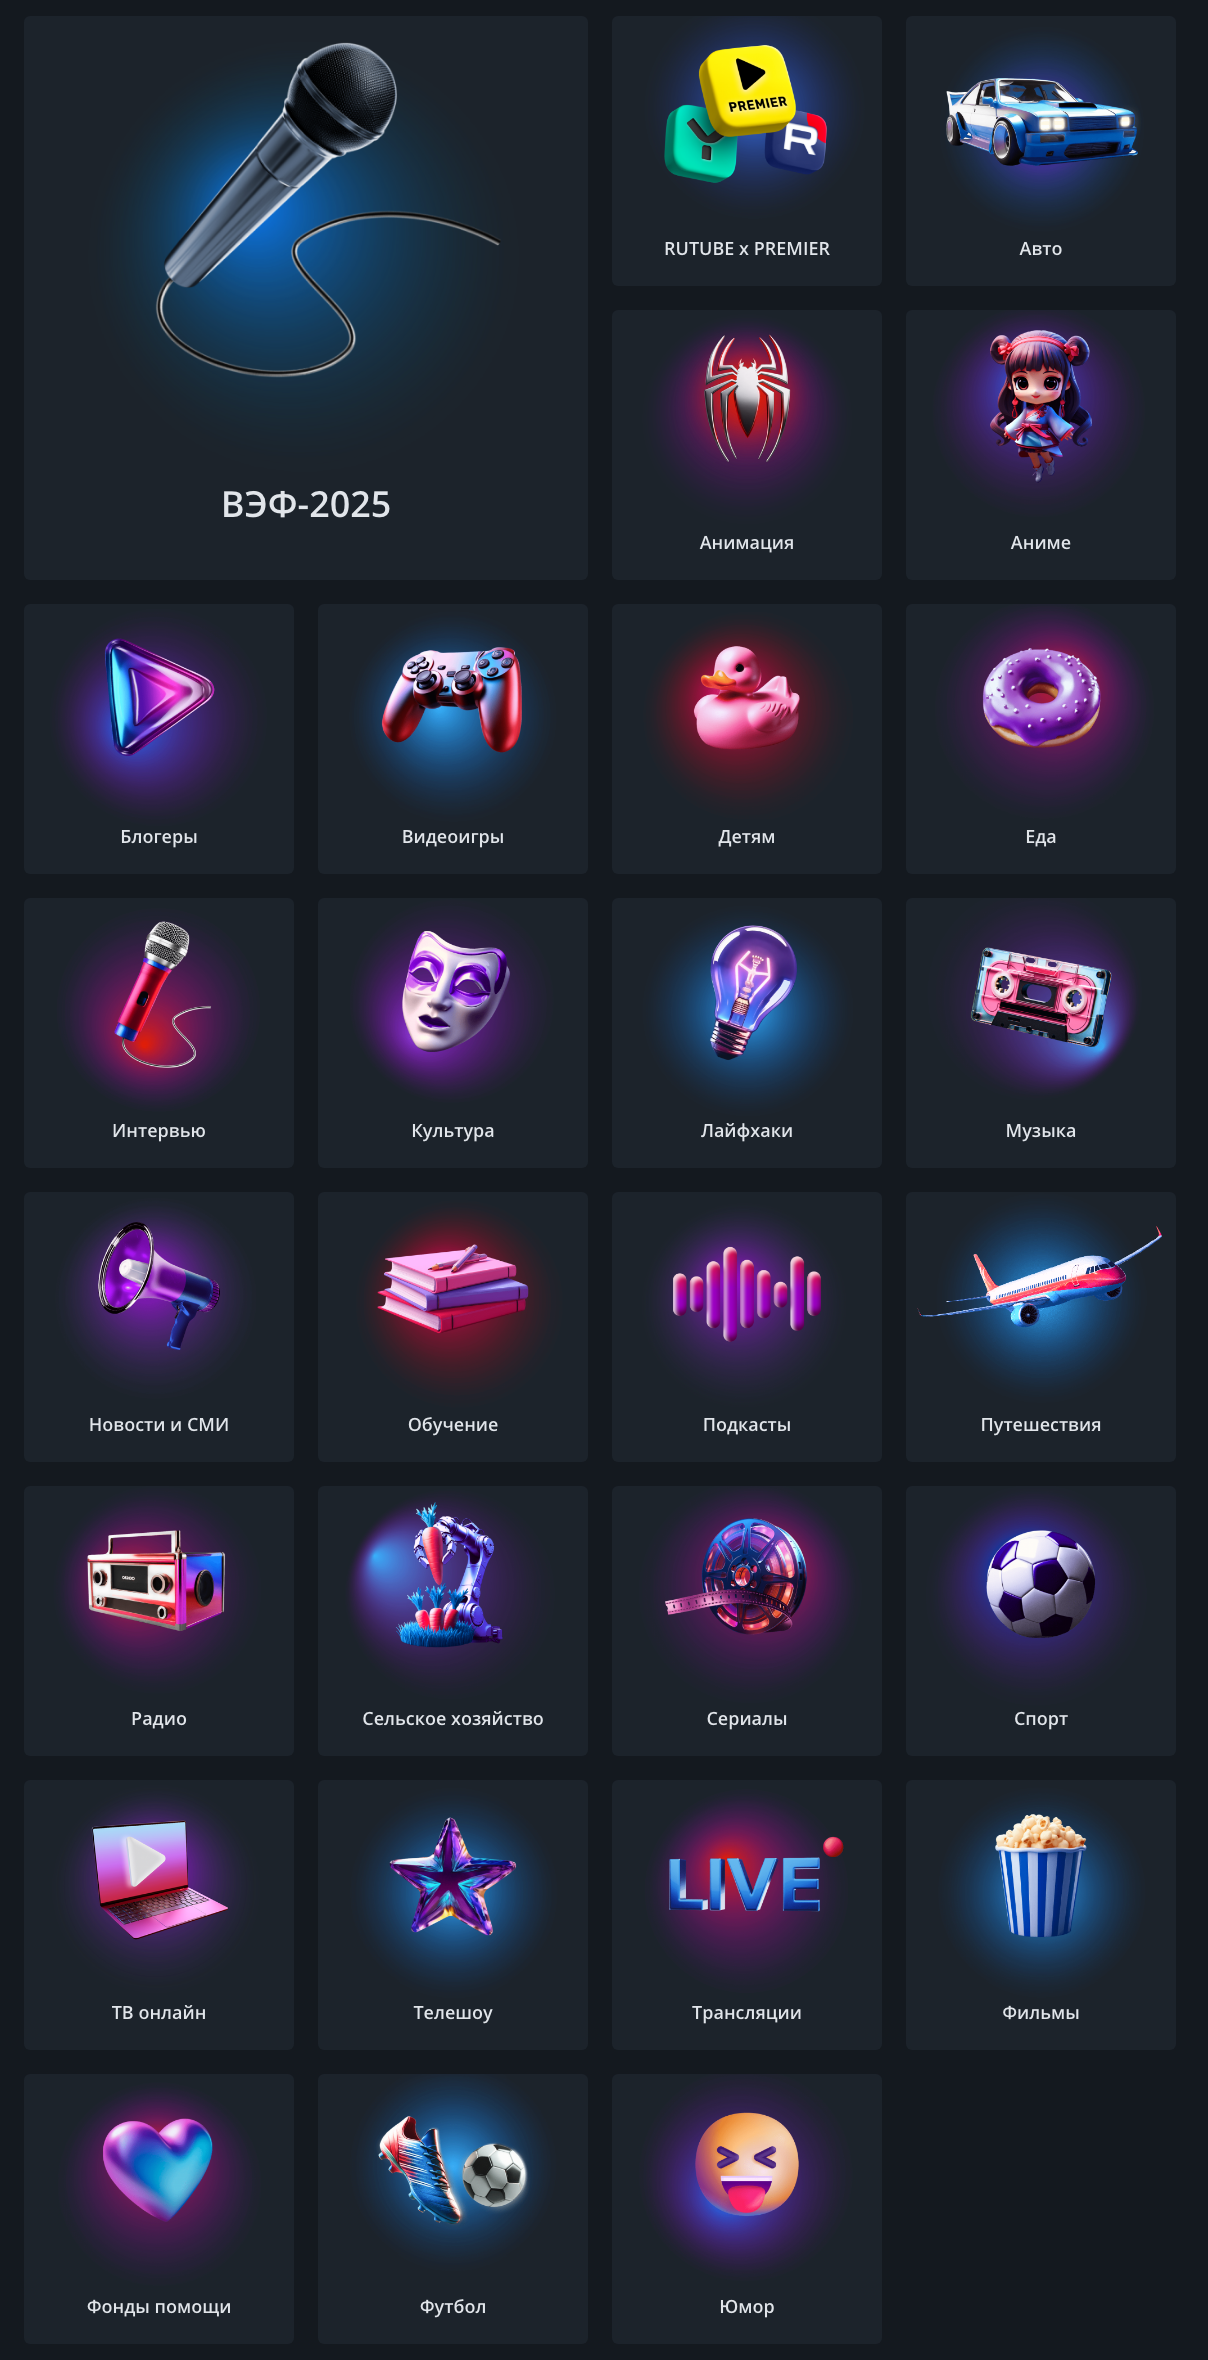 ВЭФ-2025
PREMIER
Y
R
RUTUBE x PREMIER
Авто
Анимация
Аниме
Блогеры
Видеоигры
Детям
Еда
Интервью
Культура
Лайфхаки
Музыка
Новости и СМИ
Обучение
Подкасты
Путешествия
Радио
Сельское хозяйство
Сериалы
Спорт
ТВ онлайн
Телешоу
LIVE
Трансляции
Фильмы
Фонды помощи
Футбол
Юмор